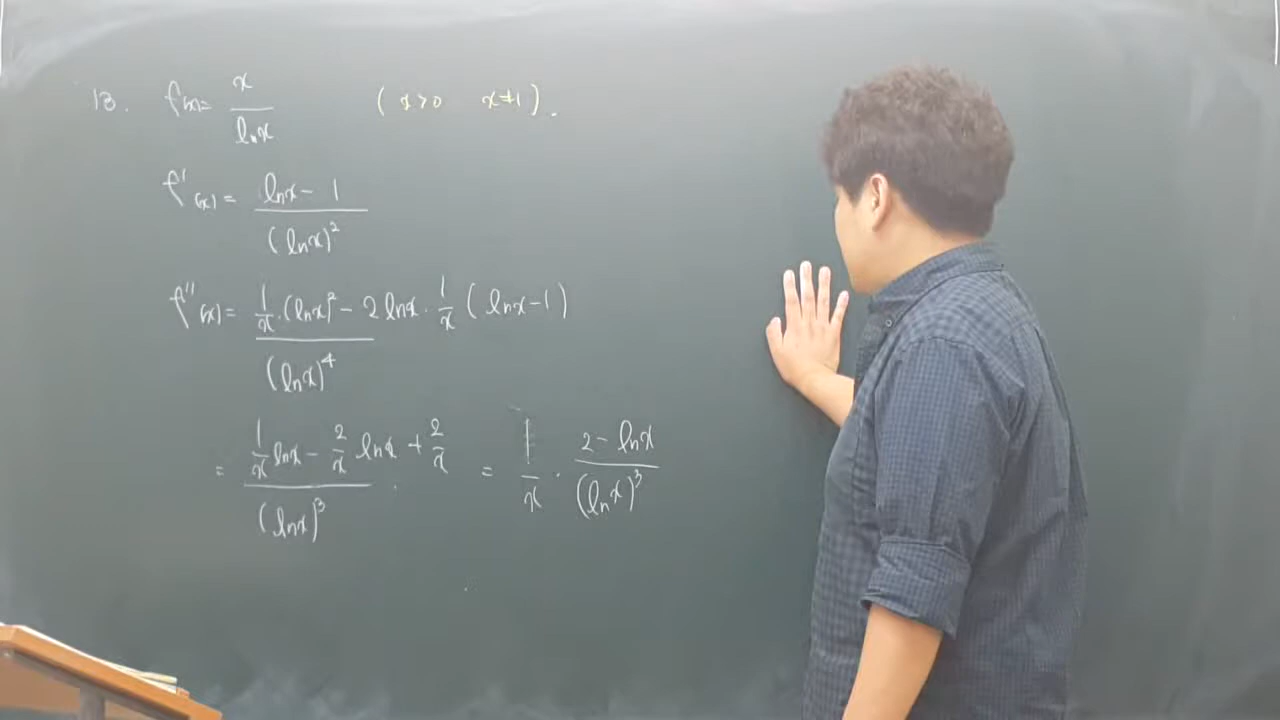 13. f(x) = x / ln x ( x>0 x≠1 ).
f'(x) = ln x - 1 / (ln x)²
f''(x) = 1/x · (ln x)² - 2 ln x · 1/x ( ln x - 1 ) / (ln x)⁴
= 1/x ln x - 2/x ln x + 2/x / (ln x)³ . = 1/x · 2 - ln x / (ln x)³